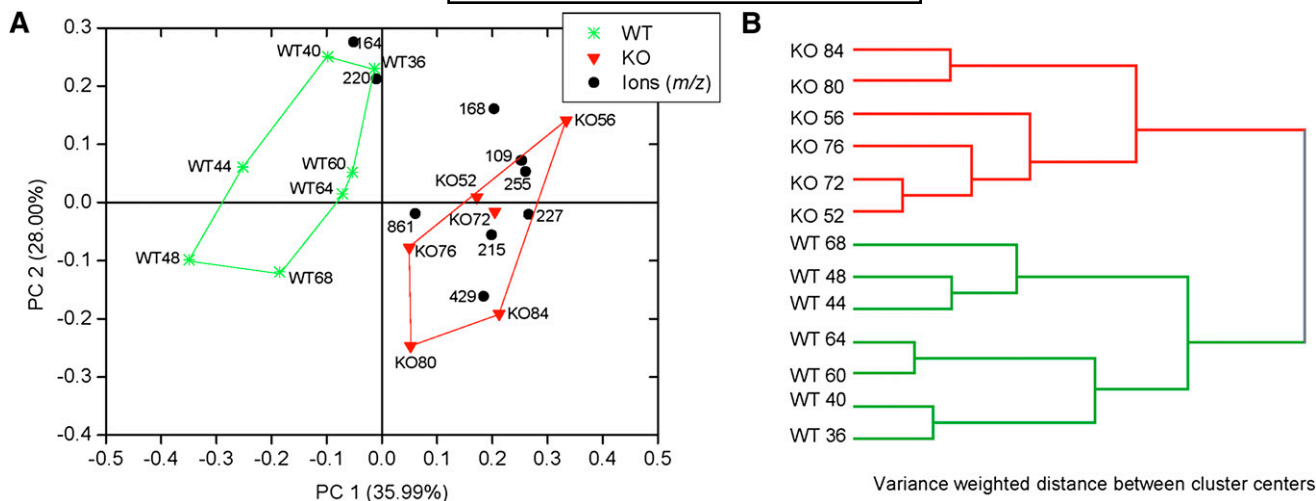 A
WT
KO
Ions (m/z)
0.3
0.2
0.1
0.0
-0.1
-0.2
-0.3
-0.4
-0.5
-0.4
-0.3
-0.2
-0.1
0.0
0.1
0.2
0.3
0.4
0.5
PC 2 (28.00%)
PC 1 (35.99%)
WT40
164
WT36
220
168
KO56
WT44
WT60
109
255
WT64
KO52
KO72
227
861
215
KO76
WT48
WT68
429
KO84
KO80
B
KO 84
KO 80
KO 56
KO 76
KO 72
KO 52
WT 68
WT 48
WT 44
WT 64
WT 60
WT 40
WT 36
Variance weighted distance between cluster centers